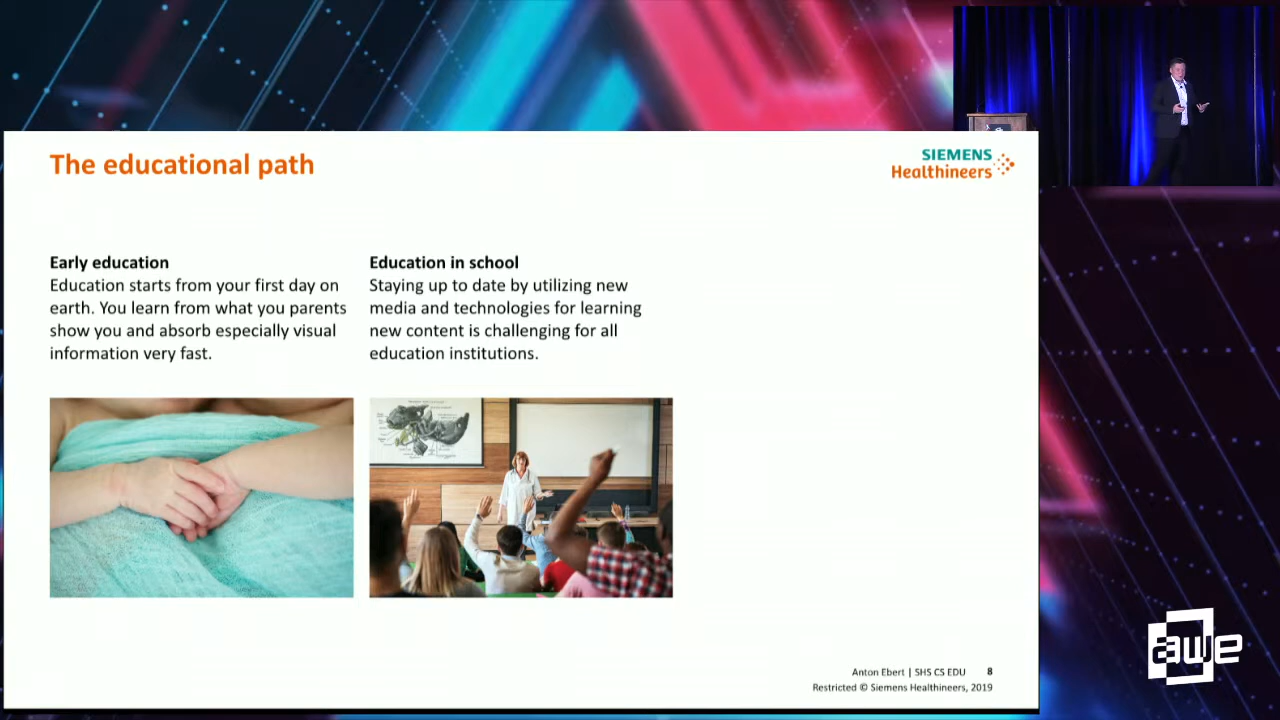 The educational path
SIEMENS
Healthineers
Early education
Education starts from your first day on
earth. You learn from what you parents
show you and absorb especially visual
information very fast.
Education in school
Staying up to date by utilizing new
media and technologies for learning
new content is challenging for all
education institutions.
Anton Ebert | SHS CS EDU 8
Restricted © Siemens Healthineers, 2019
awe